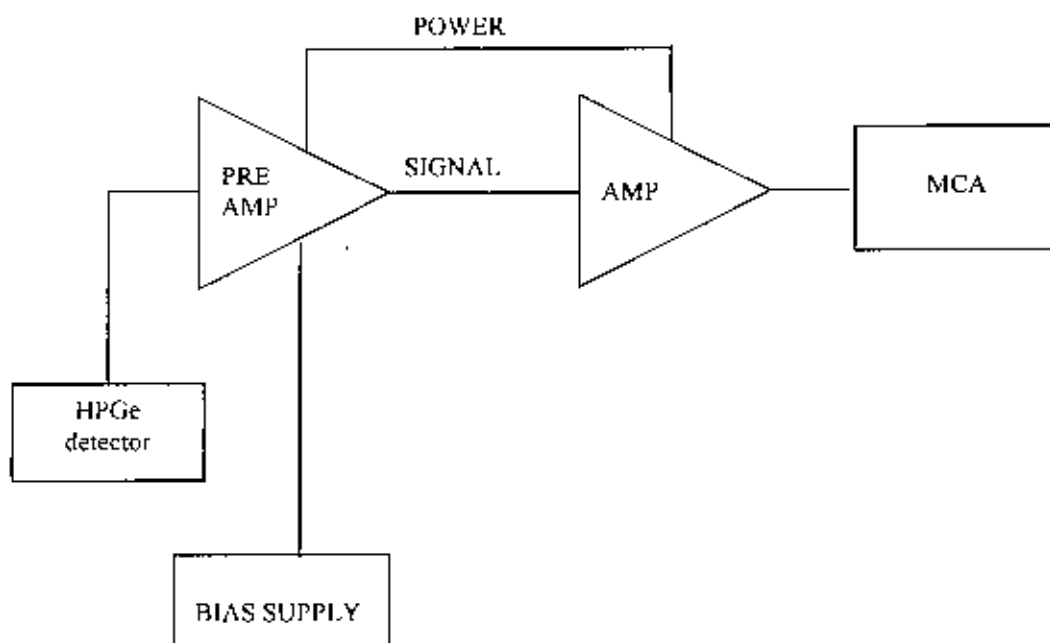 POWER
PRE
AMP
SIGNAL
AMP
MCA
HPGe
detector
BIAS SUPPLY